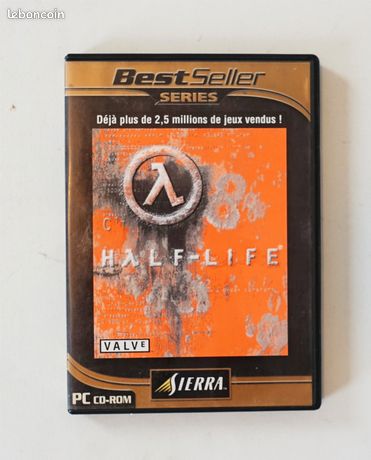 leboncoin
BestSeller
SERIES
Déjà plus de 2,5 millions de jeux vendus !
λ
HALF-LIFE
VALVE
SIERRA
PC CD-ROM